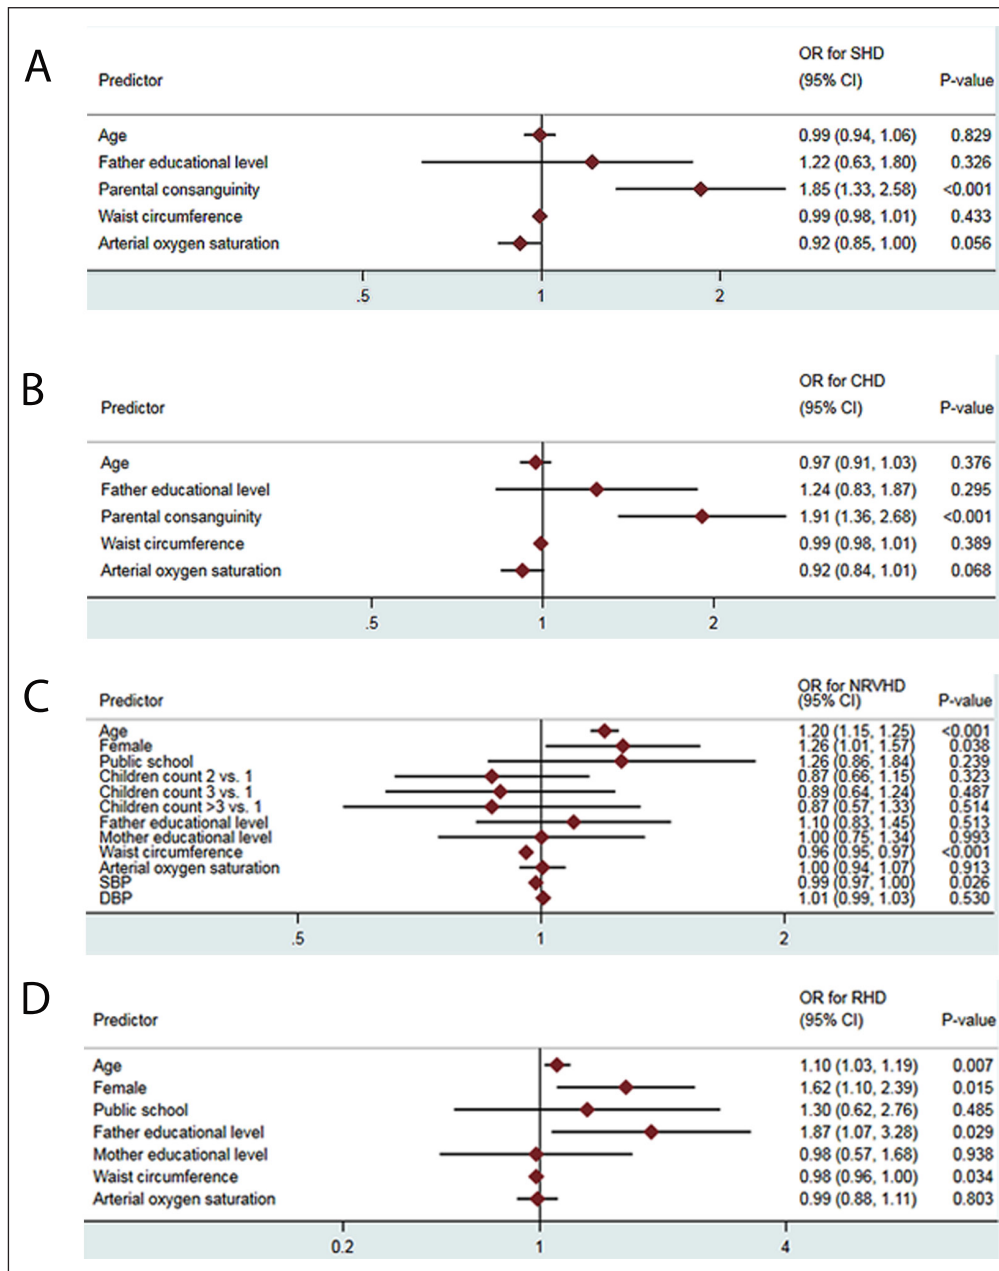 A
OR for SHD
Predictor (95% CI) P-value
Age 0.99 (0.94, 1.06) 0.829
Father educational level 1.22 (0.63, 1.80) 0.326
Parental consanguinity 1.85 (1.33, 2.58) <0.001
Waist circumference 0.99 (0.98, 1.01) 0.433
Arterial oxygen saturation 0.92 (0.85, 1.00) 0.056
.5 1 2
B
OR for CHD
Predictor (95% CI) P-value
Age 0.97 (0.91, 1.03) 0.376
Father educational level 1.24 (0.83, 1.87) 0.295
Parental consanguinity 1.91 (1.36, 2.68) <0.001
Waist circumference 0.99 (0.98, 1.01) 0.389
Arterial oxygen saturation 0.92 (0.84, 1.01) 0.068
.5 1 2
C
OR for NRVHD
Predictor (95% CI) P-value
Age 1.20 (1.15, 1.25) <0.001
Female 1.26 (1.01, 1.57) 0.038
Public school 1.26 (0.86, 1.84) 0.239
Children count 2 vs. 1 0.87 (0.66, 1.15) 0.323
Children count 3 vs. 1 0.89 (0.64, 1.24) 0.487
Children count >3 vs. 1 0.87 (0.57, 1.33) 0.514
Father educational level 1.10 (0.83, 1.45) 0.513
Mother educational level 1.00 (0.75, 1.34) 0.993
Waist circumference 0.96 (0.95, 0.97) <0.001
Arterial oxygen saturation 1.00 (0.94, 1.07) 0.913
SBP 0.99 (0.97, 1.00) 0.026
DBP 1.01 (0.99, 1.03) 0.530
.5 1 2
D
OR for RHD
Predictor (95% CI) P-value
Age 1.10 (1.03, 1.19) 0.007
Female 1.62 (1.10, 2.39) 0.015
Public school 1.30 (0.62, 2.76) 0.485
Father educational level 1.87 (1.07, 3.28) 0.029
Mother educational level 0.98 (0.57, 1.68) 0.938
Waist circumference 0.98 (0.96, 1.00) 0.034
Arterial oxygen saturation 0.99 (0.88, 1.11) 0.803
0.2 1 4